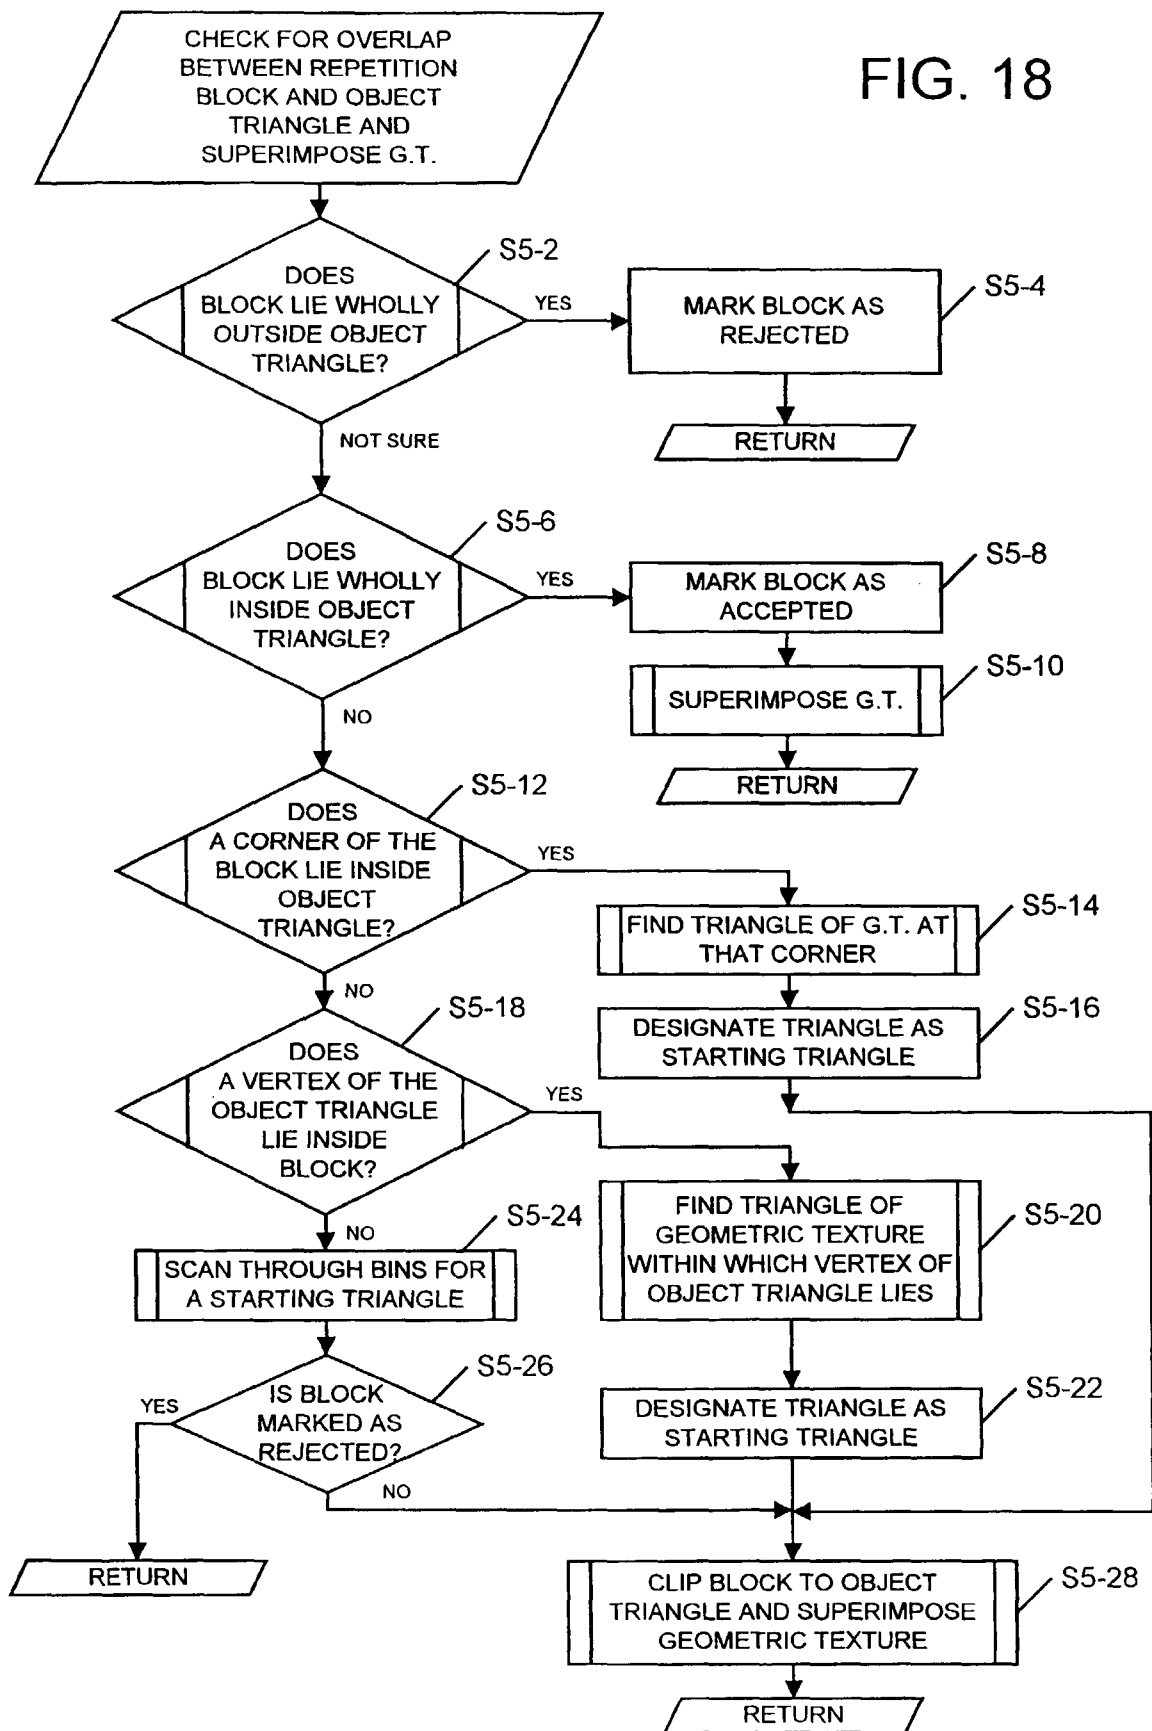 CHECK FOR OVERLAP
BETWEEN REPETITION
BLOCK AND OBJECT
TRIANGLE AND
SUPERIMPOSE G.T.
FIG. 18
S5-2
DOES
BLOCK LIE WHOLLY
OUTSIDE OBJECT
TRIANGLE?
YES
S5-4
MARK BLOCK AS
REJECTED
RETURN
NOT SURE
S5-6
DOES
BLOCK LIE WHOLLY
INSIDE OBJECT
TRIANGLE?
YES
S5-8
MARK BLOCK AS
ACCEPTED
S5-10
SUPERIMPOSE G.T.
RETURN
NO
S5-12
DOES
A CORNER OF THE
BLOCK LIE INSIDE
OBJECT
TRIANGLE?
YES
S5-14
FIND TRIANGLE OF G.T. AT
THAT CORNER
S5-16
DESIGNATE TRIANGLE AS
STARTING TRIANGLE
NO
S5-18
DOES
A VERTEX OF THE
OBJECT TRIANGLE
LIE INSIDE
BLOCK?
YES
S5-20
FIND TRIANGLE OF
GEOMETRIC TEXTURE
WITHIN WHICH VERTEX OF
OBJECT TRIANGLE LIES
S5-22
DESIGNATE TRIANGLE AS
STARTING TRIANGLE
NO
S5-24
SCAN THROUGH BINS FOR
A STARTING TRIANGLE
S5-26
IS BLOCK
MARKED AS
REJECTED?
YES
NO
RETURN
S5-28
CLIP BLOCK TO OBJECT
TRIANGLE AND SUPERIMPOSE
GEOMETRIC TEXTURE
RETURN